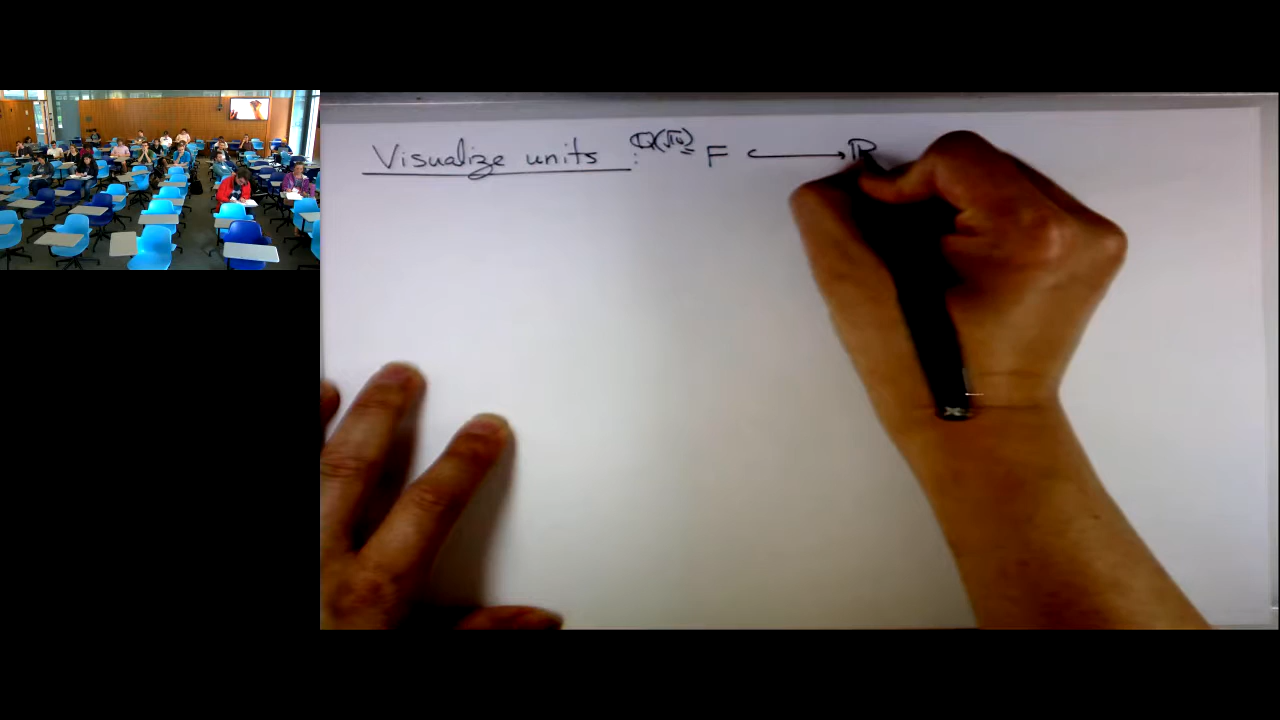 Visualize units : ℚ(√10) = F ↪ ℝ